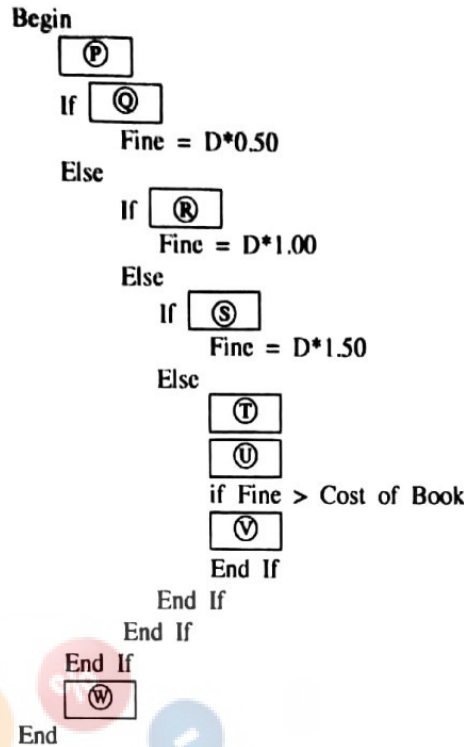 Begin
Ⓟ
If Ⓠ
Fine = D*0.50
Else
If Ⓡ
Fine = D*1.00
Else
If Ⓢ
Fine = D*1.50
Else
Ⓣ
Ⓤ
if Fine > Cost of Book
Ⓥ
End If
End If
End If
End If
Ⓦ
End